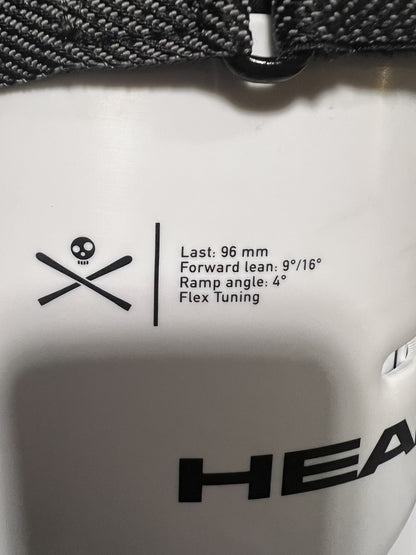 Last: 96 mm
Forward lean: 9°/16°
Ramp angle: 4°
Flex Tuning
HEA